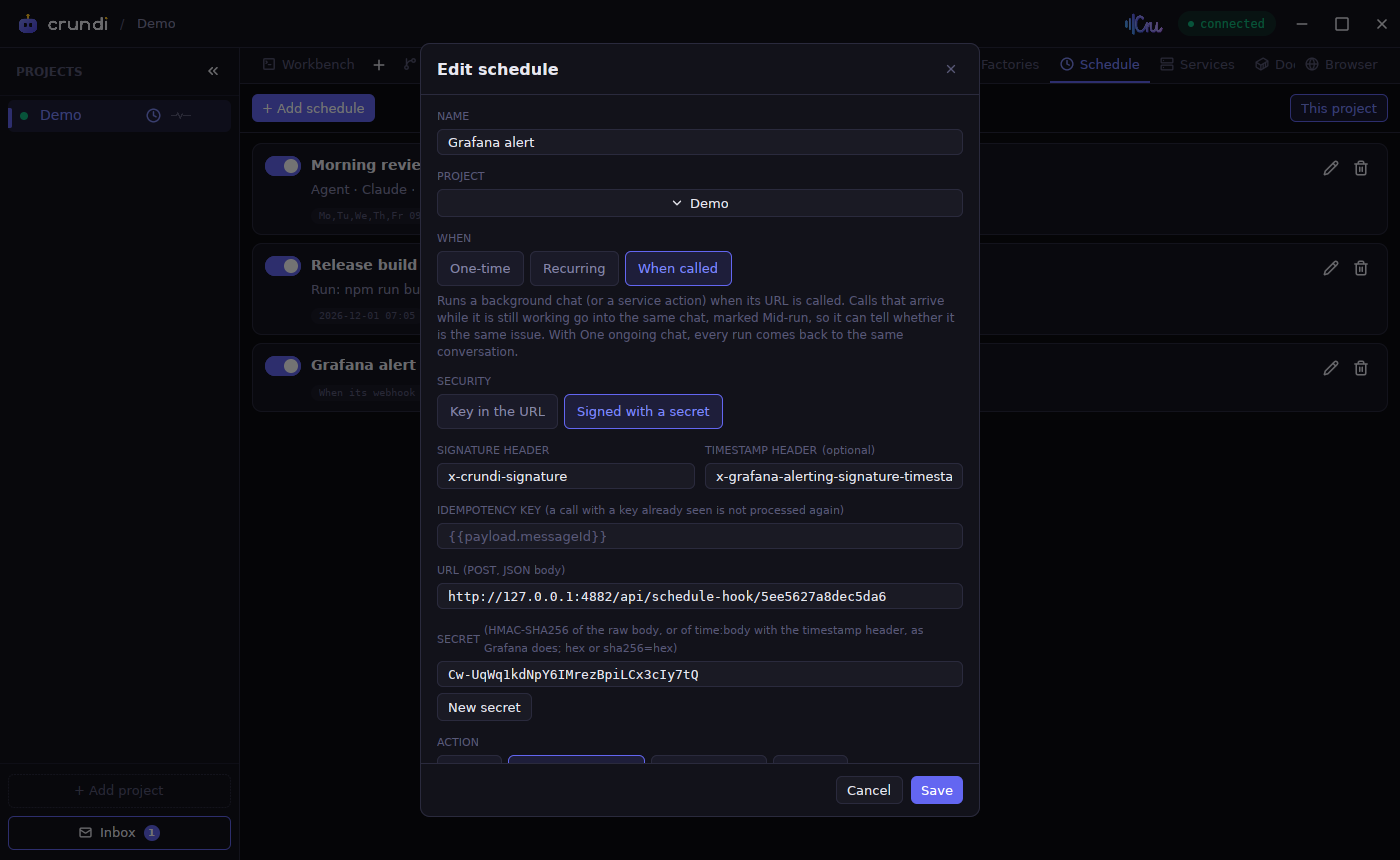 crundi / Demo
Cru
connected
PROJECTS
Workbench
Factories
Schedule
Services
Browser
Demo
+ Add schedule
This project
Morning revie
Agent · Claude ·
Mo,Tu,We,Th,Fr
Release build
Run: npm run bu
2026-12-01 07:05
Grafana alert
When its webhook
+ Add project
Inbox 1
Edit schedule
NAME
Grafana alert
PROJECT
Demo
WHEN
One-time
Recurring
When called
Runs a background chat (or a service action) when its URL is called. Calls that arrive
while it is still working go into the same chat, marked Mid-run, so it can tell whether it
is the same issue. With One ongoing chat, every run comes back to the same
conversation.
SECURITY
Key in the URL
Signed with a secret
SIGNATURE HEADER
TIMESTAMP HEADER (optional)
x-crundi-signature
x-grafana-alerting-signature-timesta
IDEMPOTENCY KEY (a call with a key already seen is not processed again)
{{payload.messageId}}
URL (POST, JSON body)
http://127.0.0.1:4882/api/schedule-hook/5ee5627a8dec5da6
SECRET (HMAC-SHA256 of the raw body, or of time:body with the timestamp header, as
Grafana does; hex or sha256=hex)
Cw-UqWq1kdNpY6IMrezBpiLCx3cIy7tQ
New secret
ACTION
Cancel
Save